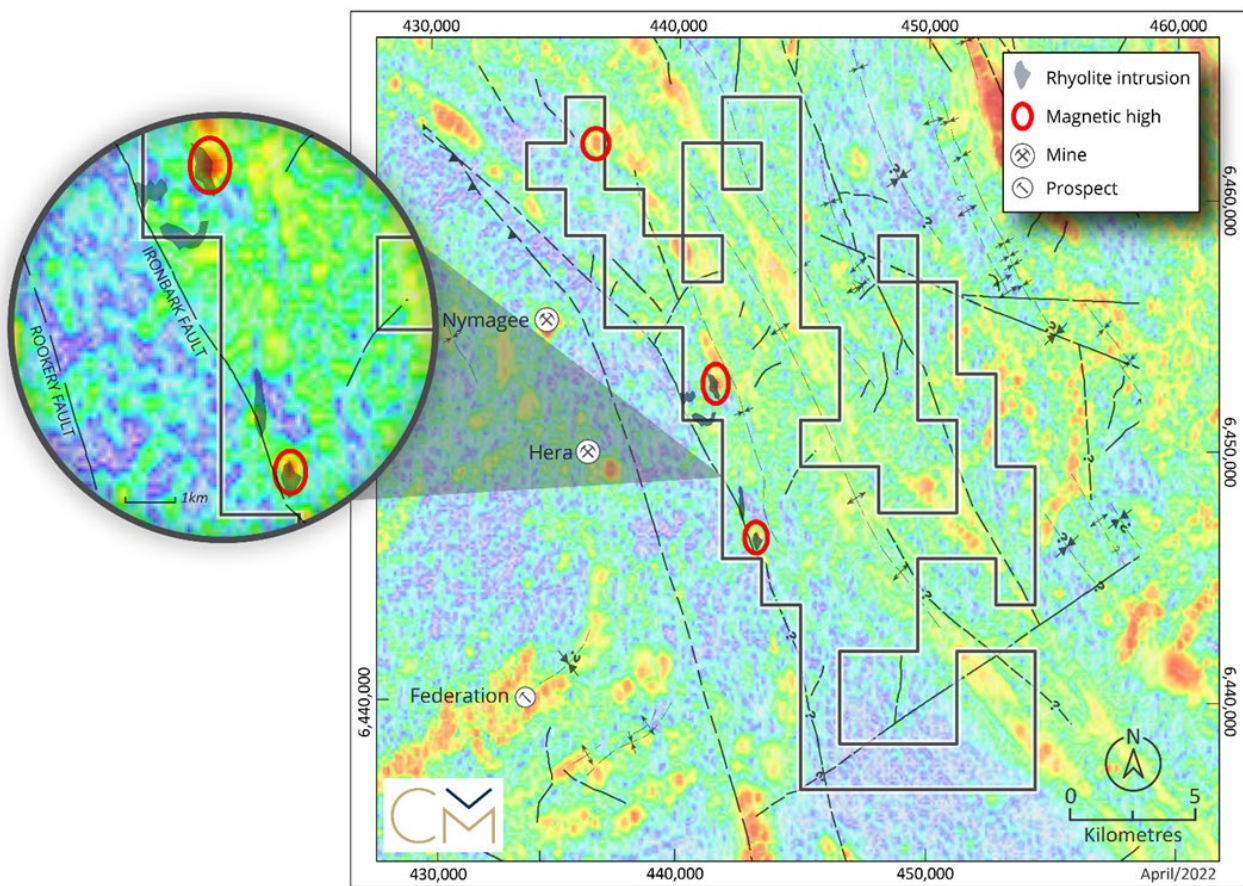 430,000
440,000
450,000
460,000
Rhyolite intrusion
Magnetic high
Mine
Prospect
6,460,000
IRONBARK FAULT
ROOKERY FAULT
1km
Nymagee
Hera
6,450,000
?
?
?
?
?
?
?
?
?
?
Federation
6,440,000
6,440,000
N
0 5
Kilometres
CM
430,000
440,000
450,000
460,000
April/2022